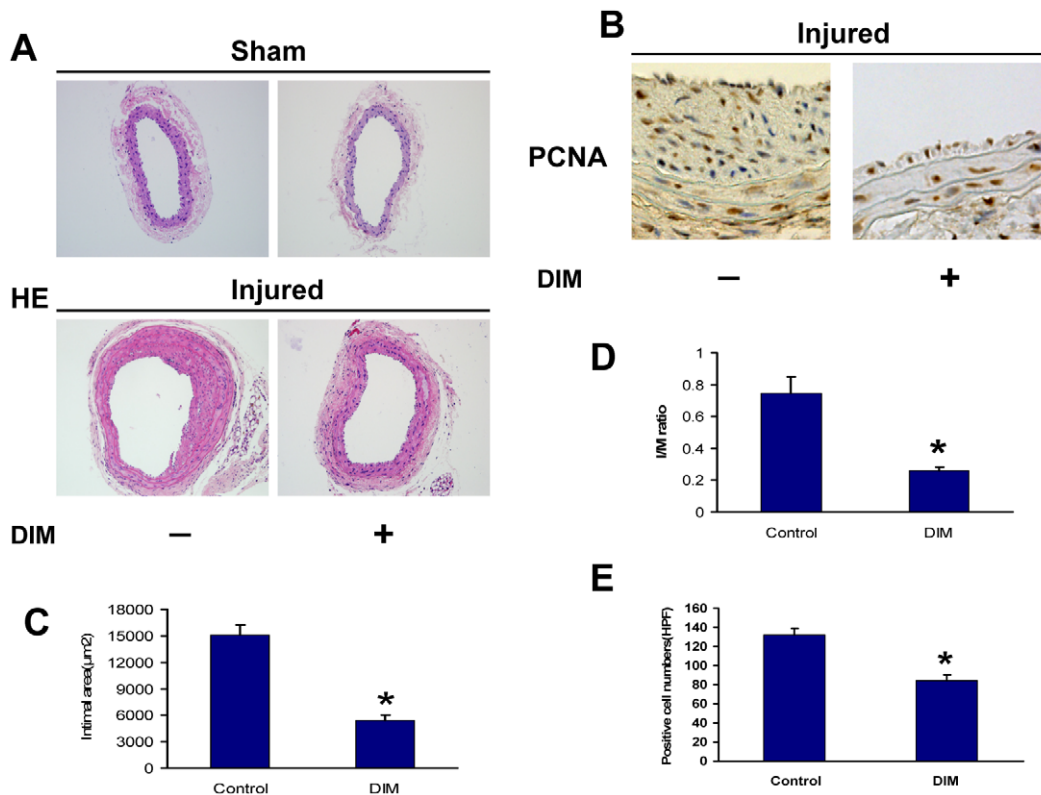 A
Sham
HE
Injured
DIM
−
+
B
Injured
PCNA
DIM
−
+
C
Intimal area(µm2)
18000
15000
12000
9000
6000
3000
0
*
Control
DIM
D
I/M ratio
1
0.8
0.6
0.4
0.2
0
*
Control
DIM
E
Positive cell numbers(HPF)
160
140
120
100
80
60
40
20
0
*
Control
DIM